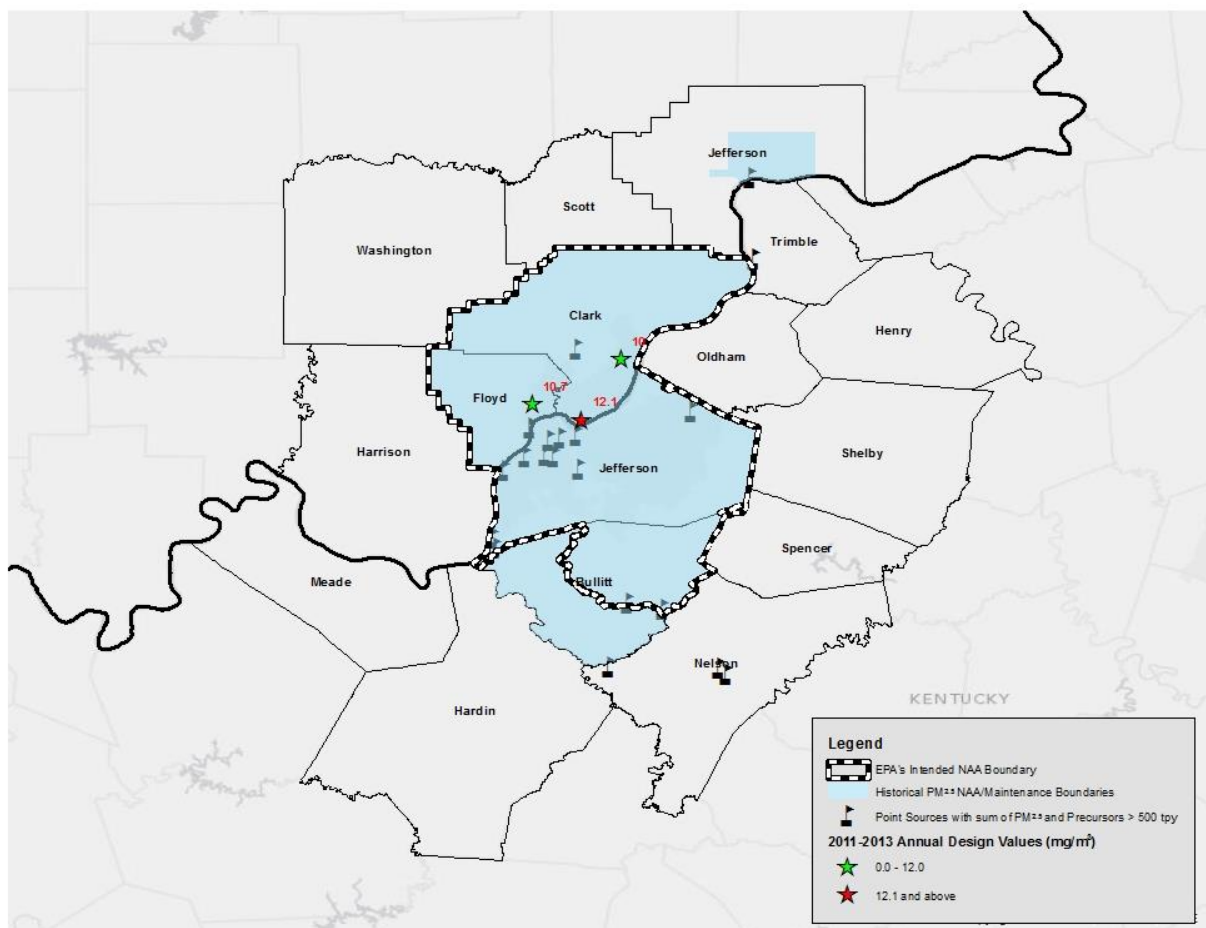 Jefferson
Scott
Trimble
Washington
Clark
Henry
10
Oldham
10.7
Floyd
12.1
Harrison
Shelby
Jefferson
Spencer
Meade
Bullitt
Nelson
KENTUCKY
Hardin
Legend
EPA's Intended NAA Boundary
Historical PM2.5 NAA/Maintenance Boundaries
Point Sources with sum of PM2.5 and Precursors > 500 tpy
2011-2013 Annual Design Values (mg/m³)
0.0 - 12.0
12.1 and above